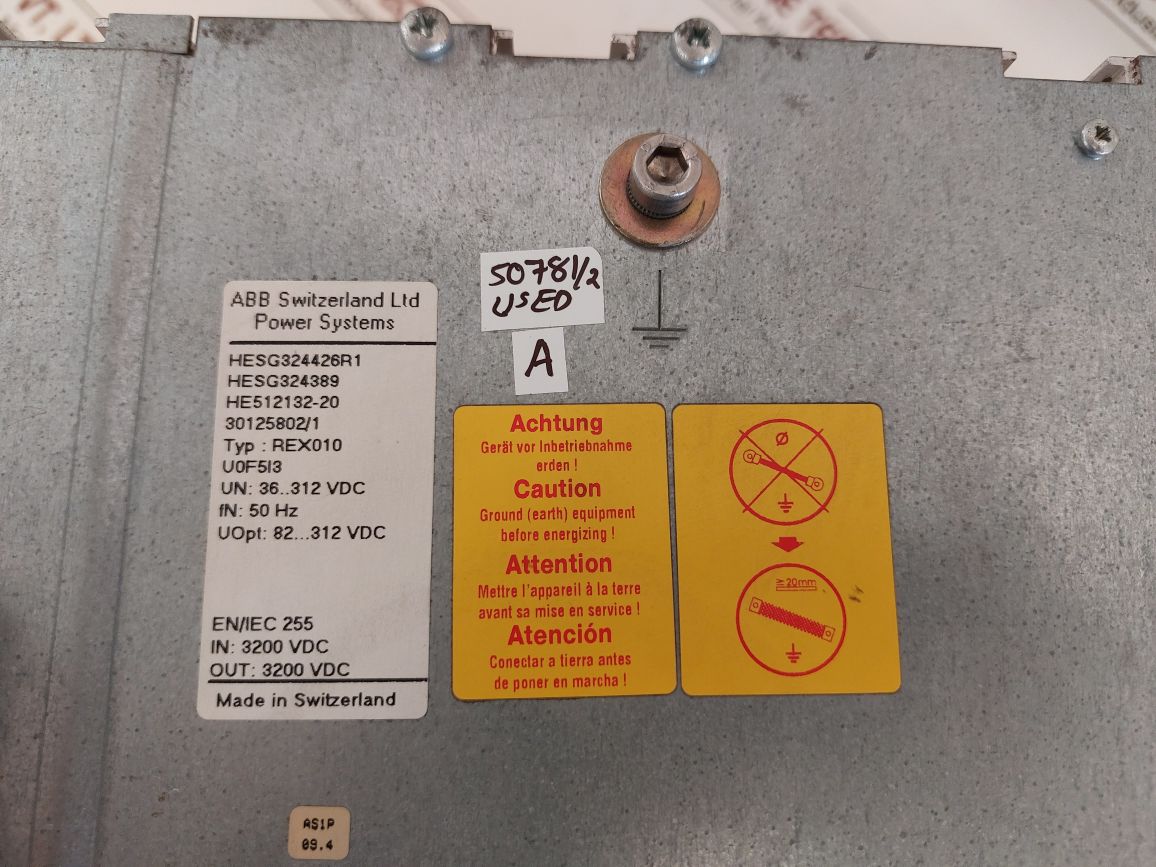 50781/2
USED
A
ABB Switzerland Ltd
Power Systems
HESG324426R1
HESG324389
HE512132-20
30125802/1
Typ : REX010
U0F5I3
UN: 36..312 VDC
fN: 50 Hz
UOpt: 82...312 VDC
EN/IEC 255
IN: 3200 VDC
OUT: 3200 VDC
Made in Switzerland
Achtung
Gerät vor Inbetriebnahme
erden !
Caution
Ground (earth) equipment
before energizing !
Attention
Mettre l'appareil à la terre
avant sa mise en service !
Atención
Conectar a tierra antes
de poner en marcha !
Ø
≥20mm
AS1P
09.4